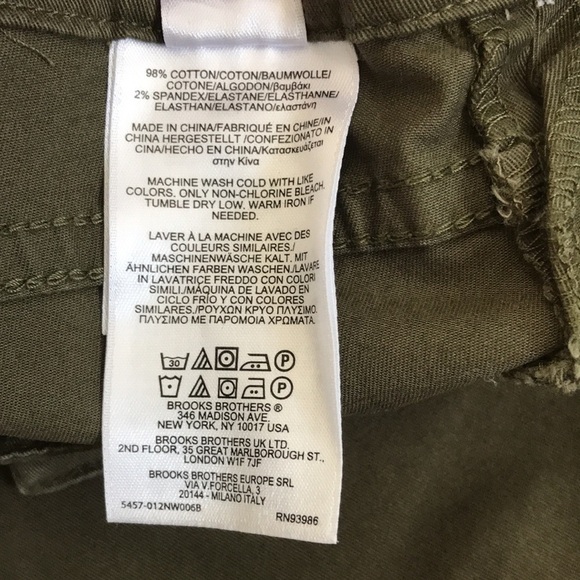 98% COTTON/COTON/BAUMWOLLE/
COTONE/ALGODON/βαμβάκι
2% SPANDEX/ELASTANE/ELASTHANNE/
ELASTHAN/ELASTANO/ελαστάνη
MADE IN CHINA/FABRIQUÉ EN CHINE/IN
CHINA HERGESTELLT /CONFEZIONATO IN
CINA/HECHO EN CHINA/Κατασκευάζεται
στην Κίνα
MACHINE WASH COLD WITH LIKE
COLORS. ONLY NON-CHLORINE BLEACH.
TUMBLE DRY LOW. WARM IRON IF
NEEDED.
LAVER À LA MACHINE AVEC DES
COULEURS SIMILAIRES./
MASCHINENWÄSCHE KALT. MIT
ÄHNLICHEN FARBEN WASCHEN./LAVARE
IN LAVATRICE FREDDO CON COLORI
SIMILI./MÁQUINA DE LAVADO EN
CICLO FRÍO Y CON COLORES
SIMILARES./ΡΟΥΧΩΝ ΚΡΥΟ ΠΛΥΣΙΜΟ.
ΠΛΥΣΙΜΟ ΜΕ ΠΑΡΟΜΟΙΑ ΧΡΩΜΑΤΑ.
30 P
P
BROOKS BROTHERS ®
346 MADISON AVE.
NEW YORK, NY 10017 USA
BROOKS BROTHERS UK LTD.
2ND FLOOR, 35 GREAT MARLBOROUGH ST.,
LONDON W1F 7JF
BROOKS BROTHERS EUROPE SRL
VIA V.FORCELLA, 3
20144 - MILANO ITALY
5457-012NW006B RN93986